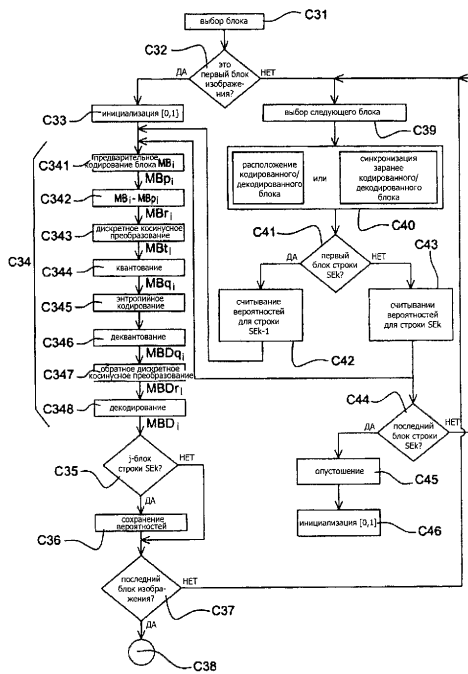 выбор блока
C31
C32
это
первый блок
изображе-
ния?
ДА
НЕТ
C33
инициализация [0,1]
выбор следующего блока
C39
C34
C341
предварительное
кодирование блока MBi
MBpi
C342
MBi - MBpi
MBri
C343
дискретное косинусное
преобразование
MBti
C344
квантование
MBqi
C345
энтропийное
кодирование
C346
деквантование
MBDqi
C347
обратное дискретное
косинусное преобразование
MBDri
C348
декодирование
MBDi
расположение
кодированного/
декодированного
блока
или
синхронизация
заранее
кодированного/
декодированного
блока
C40
C41
первый
блок строки
SEk?
ДА
НЕТ
C43
считывание
вероятностей
для строки
SEk-1
C42
считывании
вероятностей
для строки SEk
C44
последний
блок строки
SEk?
НЕТ
ДА
опустошение
C45
инициализация [0,1]
C46
C35
j-блок
строки SEk?
НЕТ
ДА
C36
сохранение
вероятностей
последний
блок изобра-
жения?
НЕТ
C37
ДА
C38